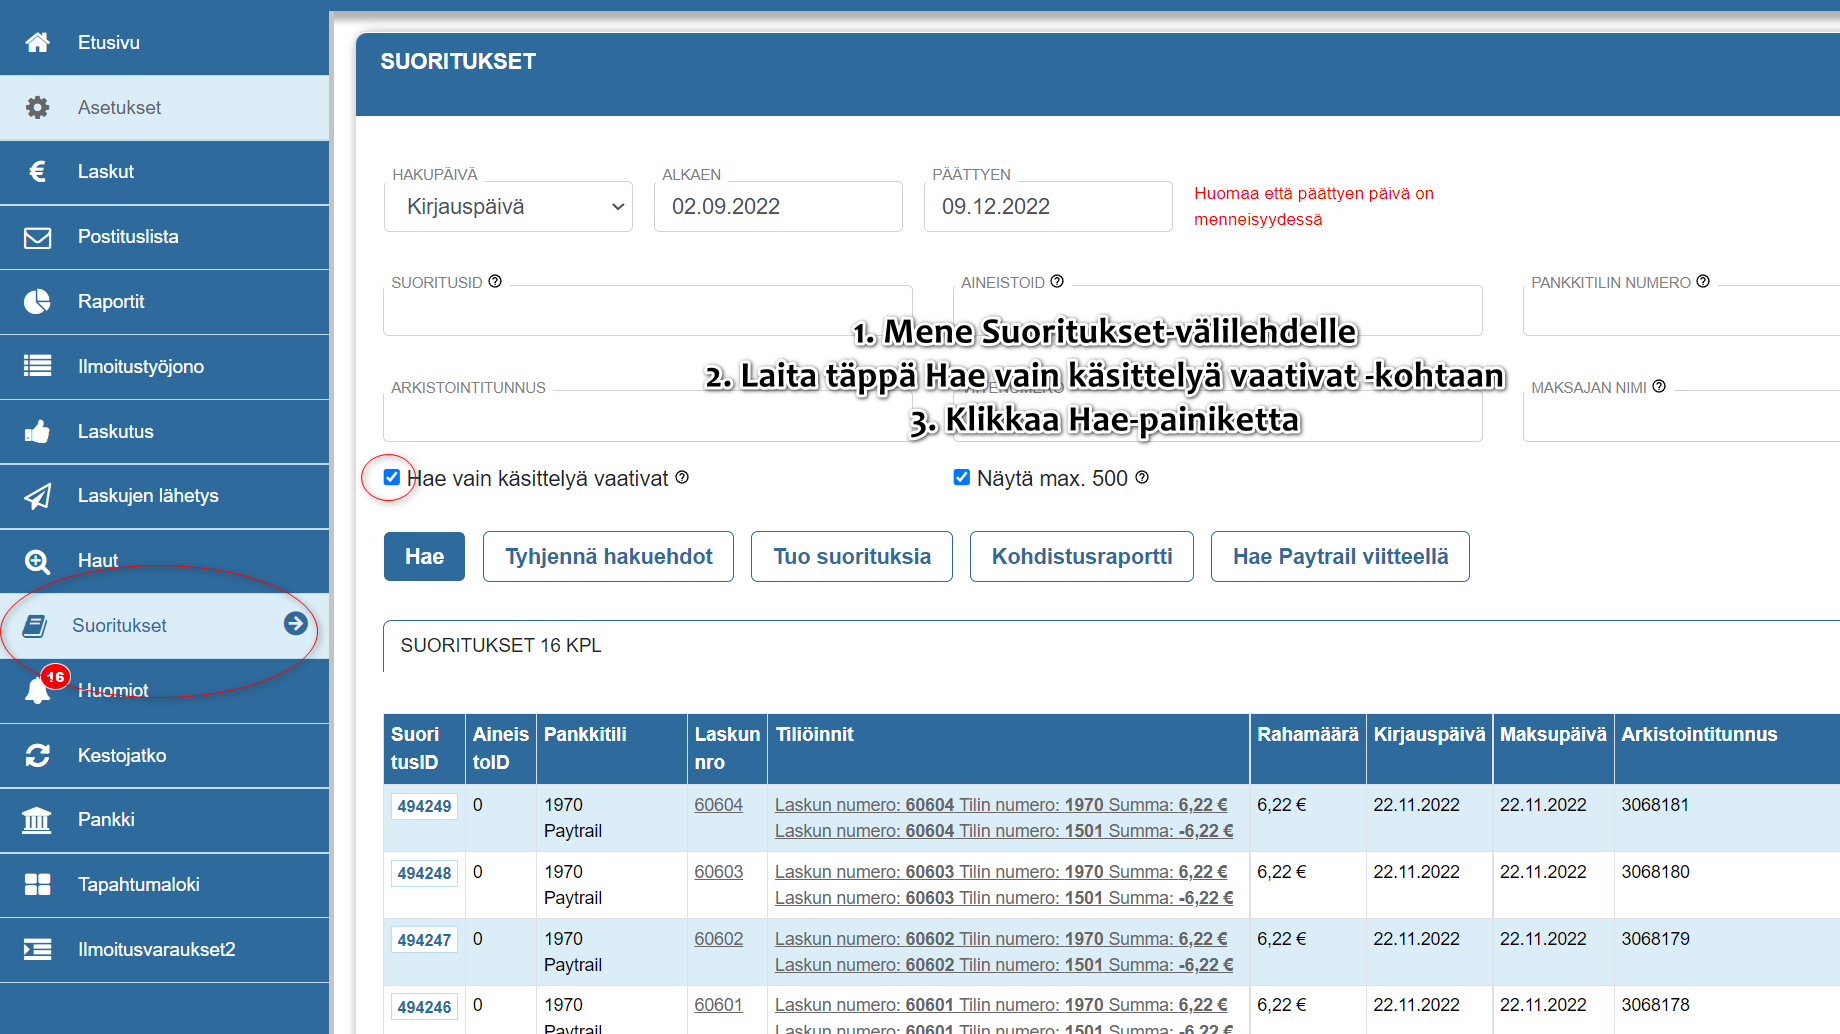 Etusivu
Asetukset
Laskut
Postituslista
Raportit
Ilmoitustyöjono
Laskutus
Laskujen lähetys
Haut
Suoritukset
16
Huomiot
Kestojatko
Pankki
Tapahtumaloki
Ilmoitusvaraukset2
SUORITUKSET
HAKUPÄIVÄ ALKAEN PÄÄTTYEN
Kirjauspäivä 02.09.2022 09.12.2022
Huomaa että päättyen päivä on
menneisyydessä
SUORITUSID AINEISTOID PANKKITILIN NUMERO
1. Mene Suoritukset-välilehdelle
2. Laita täppä Hae vain käsittelyä vaativat -kohtaan
3. Klikkaa Hae-painiketta
ARKISTOINTITUNNUS VIITENUMERO MAKSAJAN NIMI
Hae vain käsittelyä vaativat Näytä max. 500
Hae Tyhjennä hakuehdot Tuo suorituksia Kohdistusraportti Hae Paytrail viitteellä
SUORITUKSET 16 KPL
Suori AineisPankkitili Laskun Tiliöinnit Rahamäärä Kirjauspäivä Maksupäivä Arkistointitunnus
tusID toID nro
494249 0 1970 60604 Laskun numero: 60604 Tilin numero: 1970 Summa: 6,22 € 6,22 € 22.11.2022 22.11.2022 3068181
Paytrail Laskun numero: 60604 Tilin numero: 1501 Summa: -6,22 €
494248 0 1970 60603 Laskun numero: 60603 Tilin numero: 1970 Summa: 6,22 € 6,22 € 22.11.2022 22.11.2022 3068180
Paytrail Laskun numero: 60603 Tilin numero: 1501 Summa: -6,22 €
494247 0 1970 60602 Laskun numero: 60602 Tilin numero: 1970 Summa: 6,22 € 6,22 € 22.11.2022 22.11.2022 3068179
Paytrail Laskun numero: 60602 Tilin numero: 1501 Summa: -6,22 €
494246 0 1970 60601 Laskun numero: 60601 Tilin numero: 1970 Summa: 6,22 € 6,22 € 22.11.2022 22.11.2022 3068178
Paytrail Laskun numero: 60601 Tilin numero: 1501 Summa: -6,22 €